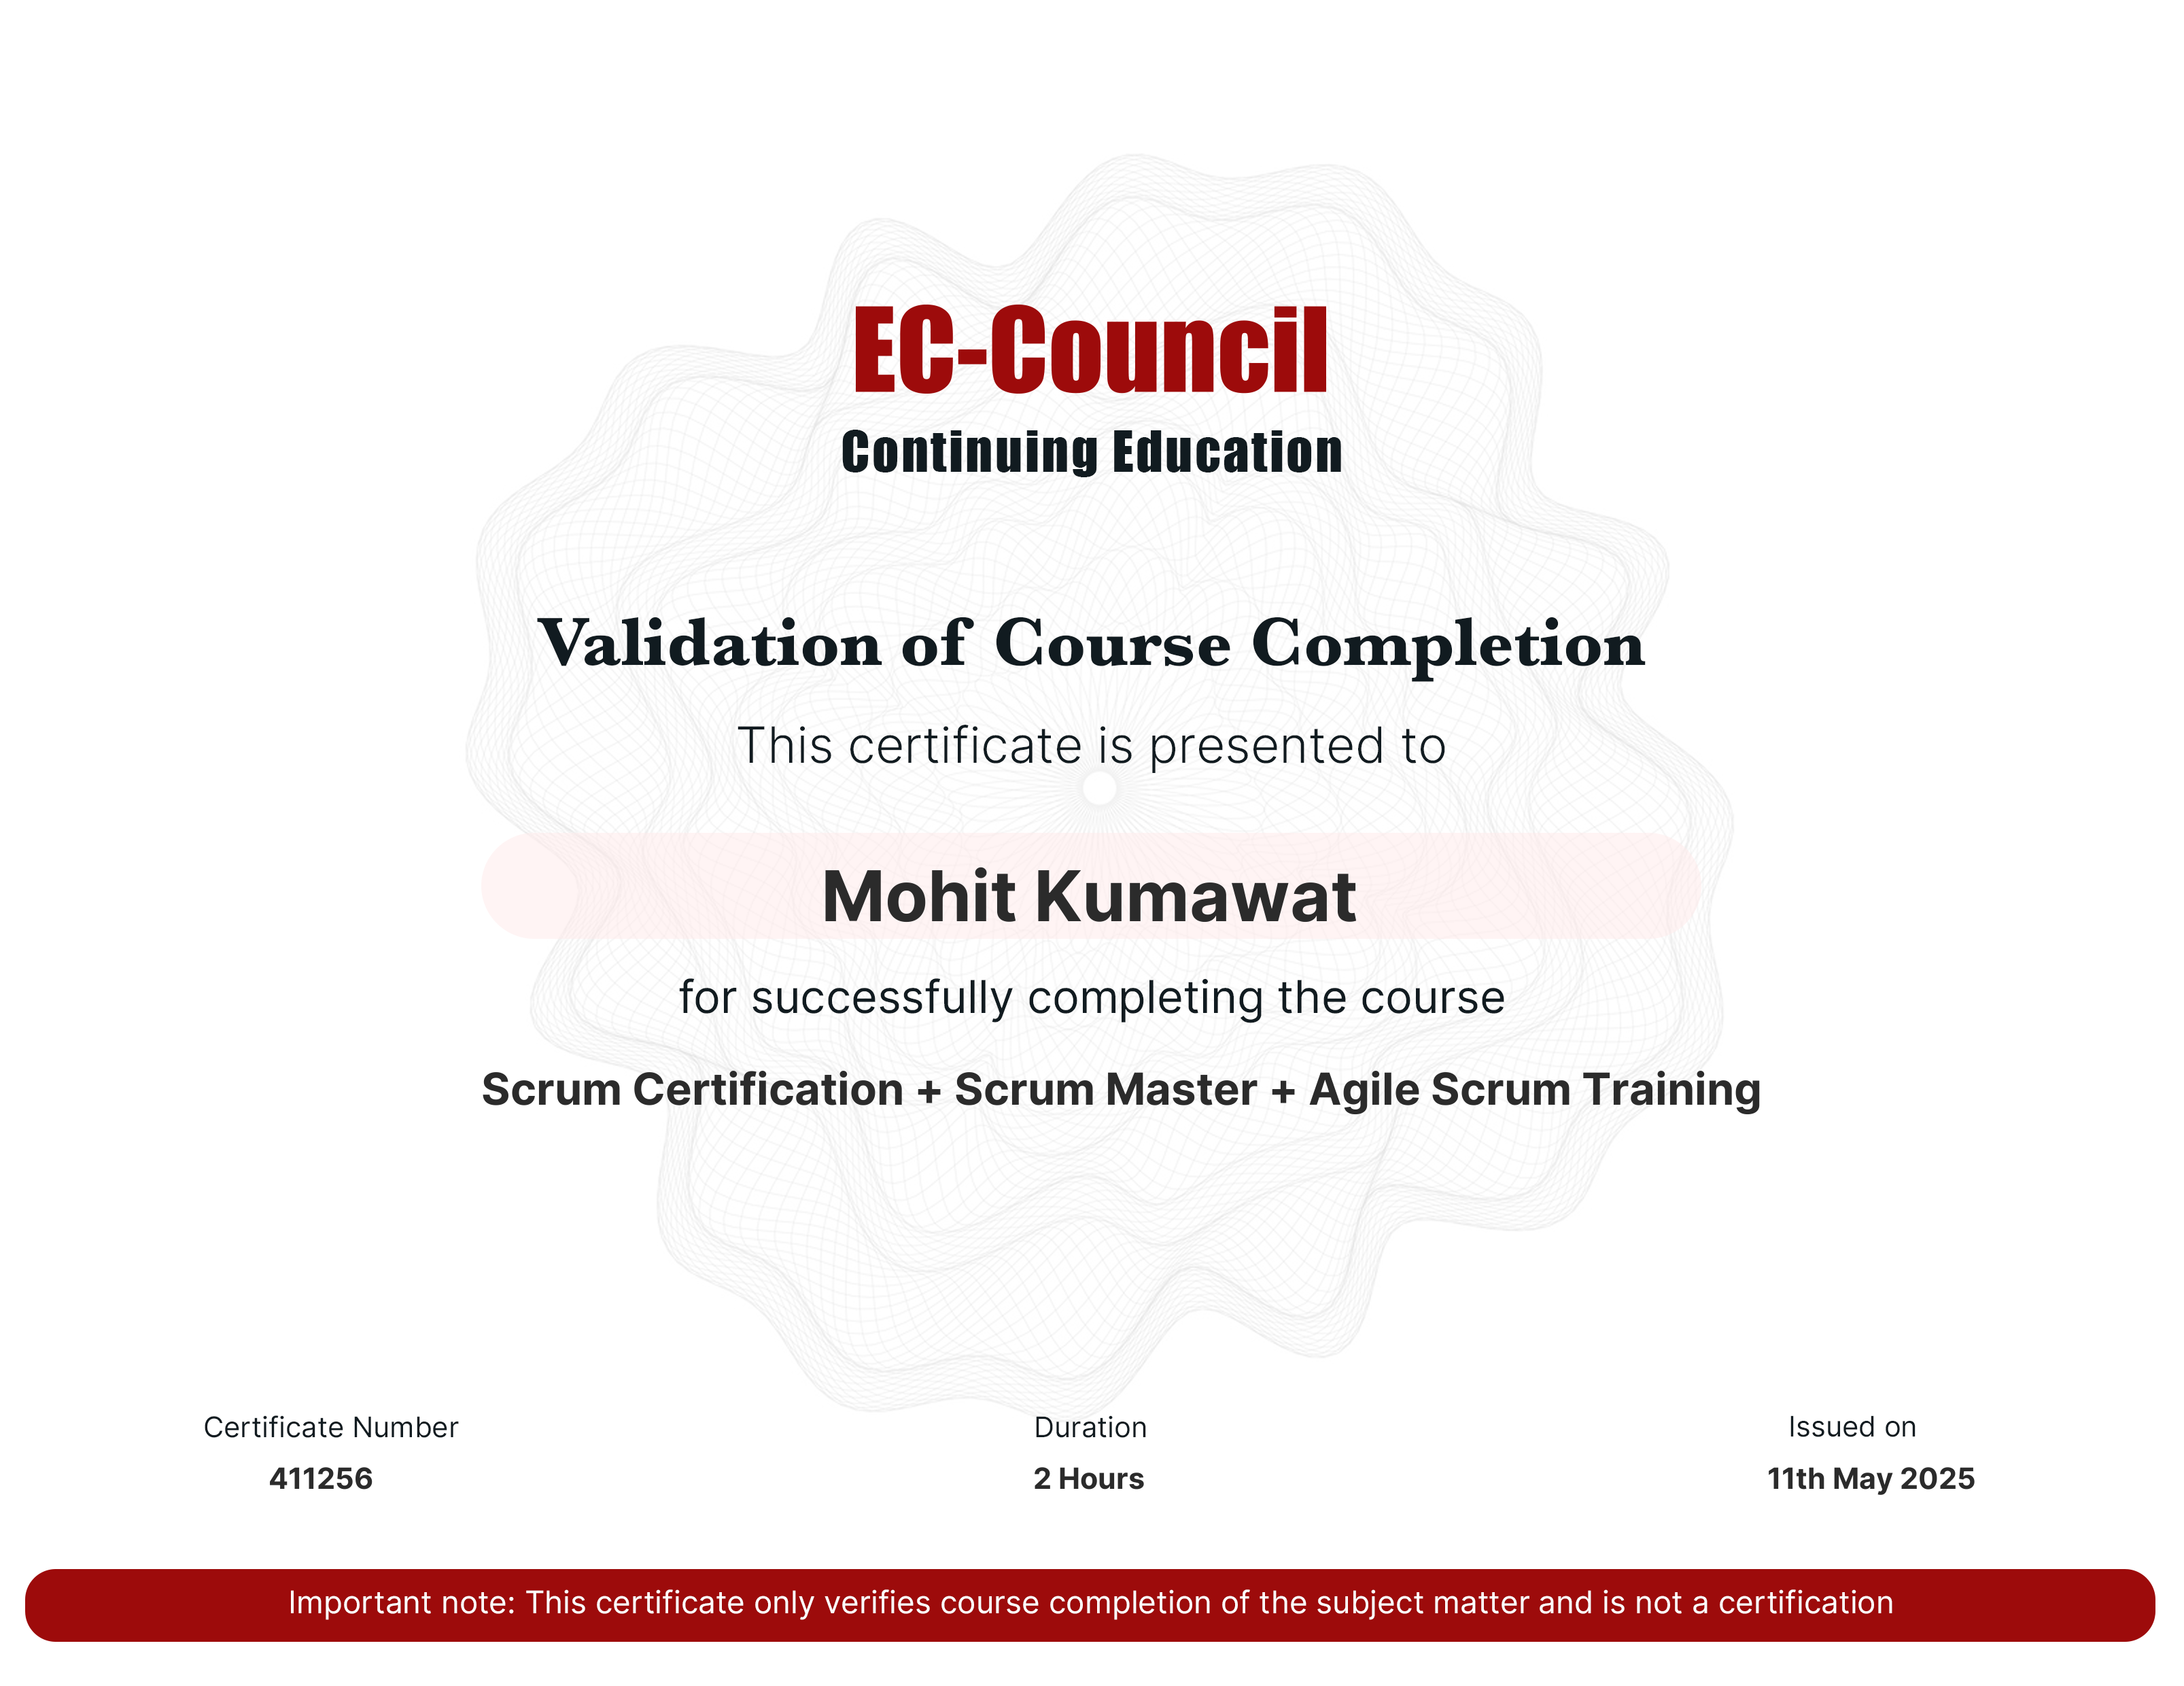 EC-Council
Continuing Education
Validation of Course Completion
This certificate is presented to
Mohit Kumawat
for successfully completing the course
Scrum Certification + Scrum Master + Agile Scrum Training
Certificate Number
411256
Duration
2 Hours
Issued on
11th May 2025
Important note: This certificate only verifies course completion of the subject matter and is not a certification